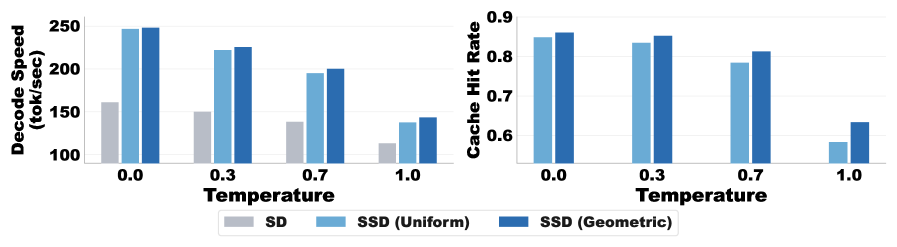 Decode Speed
(tok/sec)
250
200
150
100
0.0
0.3
0.7
1.0
Temperature
Cache Hit Rate
0.9
0.8
0.7
0.6
0.0
0.3
0.7
1.0
Temperature
SD
SSD (Uniform)
SSD (Geometric)